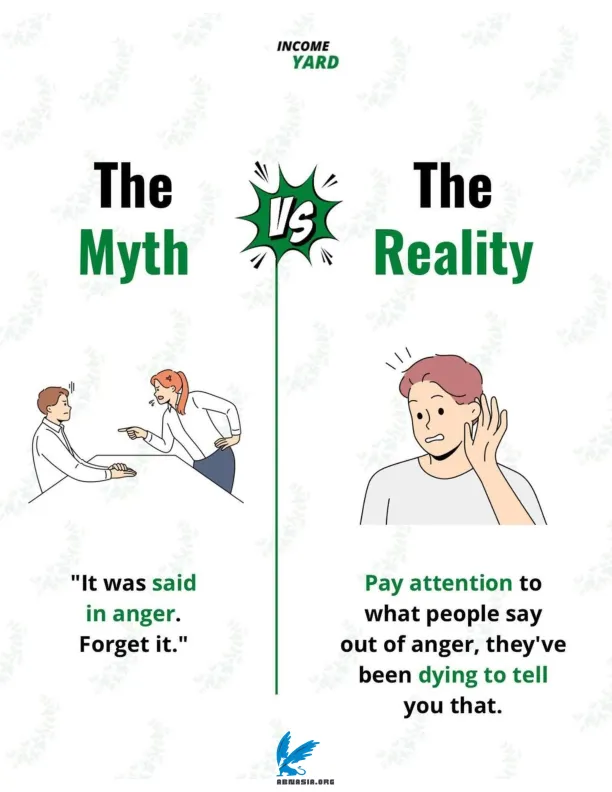 INCOME
YARD
The
Myth
VS
The
Reality
"It was said
in anger.
Forget it."
Pay attention to
what people say
out of anger, they've
been dying to tell
you that.
ABNASIA.ORG